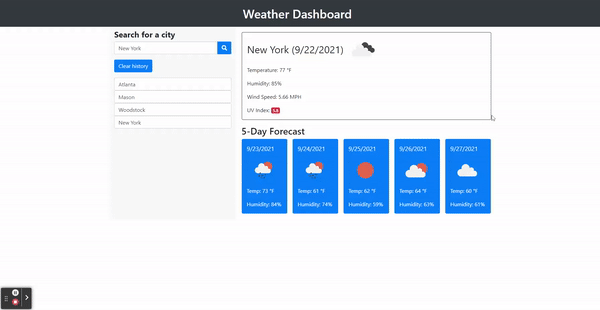 Weather Dashboard
Search for a city
New York
Clear history
Atlanta
Mason
Woodstock
New York
New York (9/22/2021)
Temperature: 77 °F
Humidity: 85%
Wind Speed: 5.66 MPH
UV Index: 5.8
5-Day Forecast
9/23/2021
Temp: 73 °F
Humidity: 84%
9/24/2021
Temp: 61 °F
Humidity: 74%
9/25/2021
Temp: 62 °F
Humidity: 59%
9/26/2021
Temp: 64 °F
Humidity: 63%
9/27/2021
Temp: 60 °F
Humidity: 61%